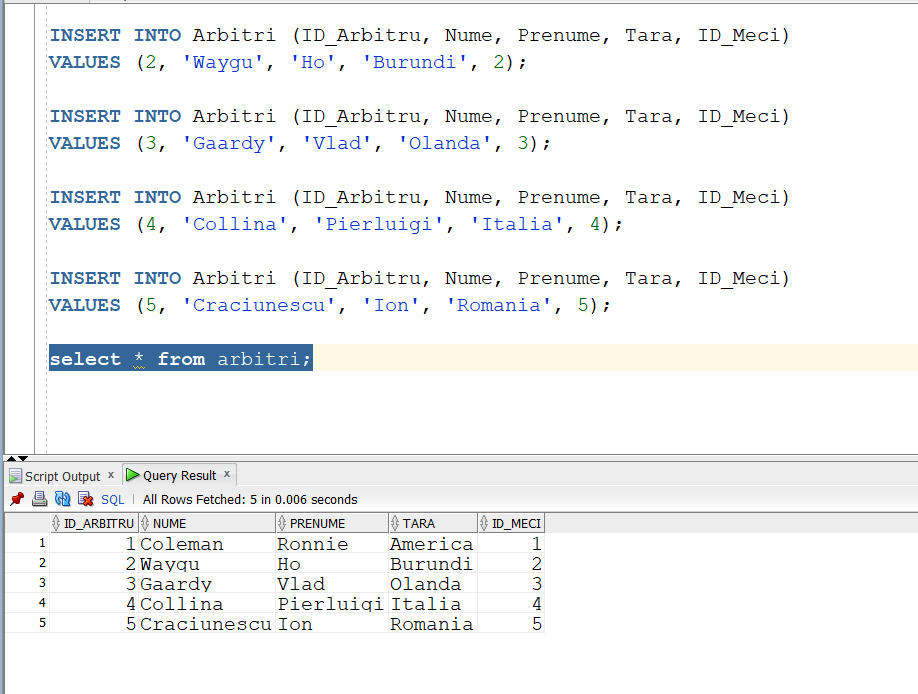 INSERT INTO Arbitri (ID_Arbitru, Nume, Prenume, Tara, ID_Meci)
VALUES (2, 'Waygu', 'Ho', 'Burundi', 2);
INSERT INTO Arbitri (ID_Arbitru, Nume, Prenume, Tara, ID_Meci)
VALUES (3, 'Gaardy', 'Vlad', 'Olanda', 3);
INSERT INTO Arbitri (ID_Arbitru, Nume, Prenume, Tara, ID_Meci)
VALUES (4, 'Collina', 'Pierluigi', 'Italia', 4);
INSERT INTO Arbitri (ID_Arbitru, Nume, Prenume, Tara, ID_Meci)
VALUES (5, 'Craciunescu', 'Ion', 'Romania', 5);
select * from arbitri;
Script Output x Query Result x
SQL | All Rows Fetched: 5 in 0.006 seconds
ID_ARBITRU NUME PRENUME TARA ID_MECI
1 1 Coleman Ronnie America 1
2 2 Waygu Ho Burundi 2
3 3 Gaardy Vlad Olanda 3
4 4 Collina Pierluigi Italia 4
5 5 Craciunescu Ion Romania 5